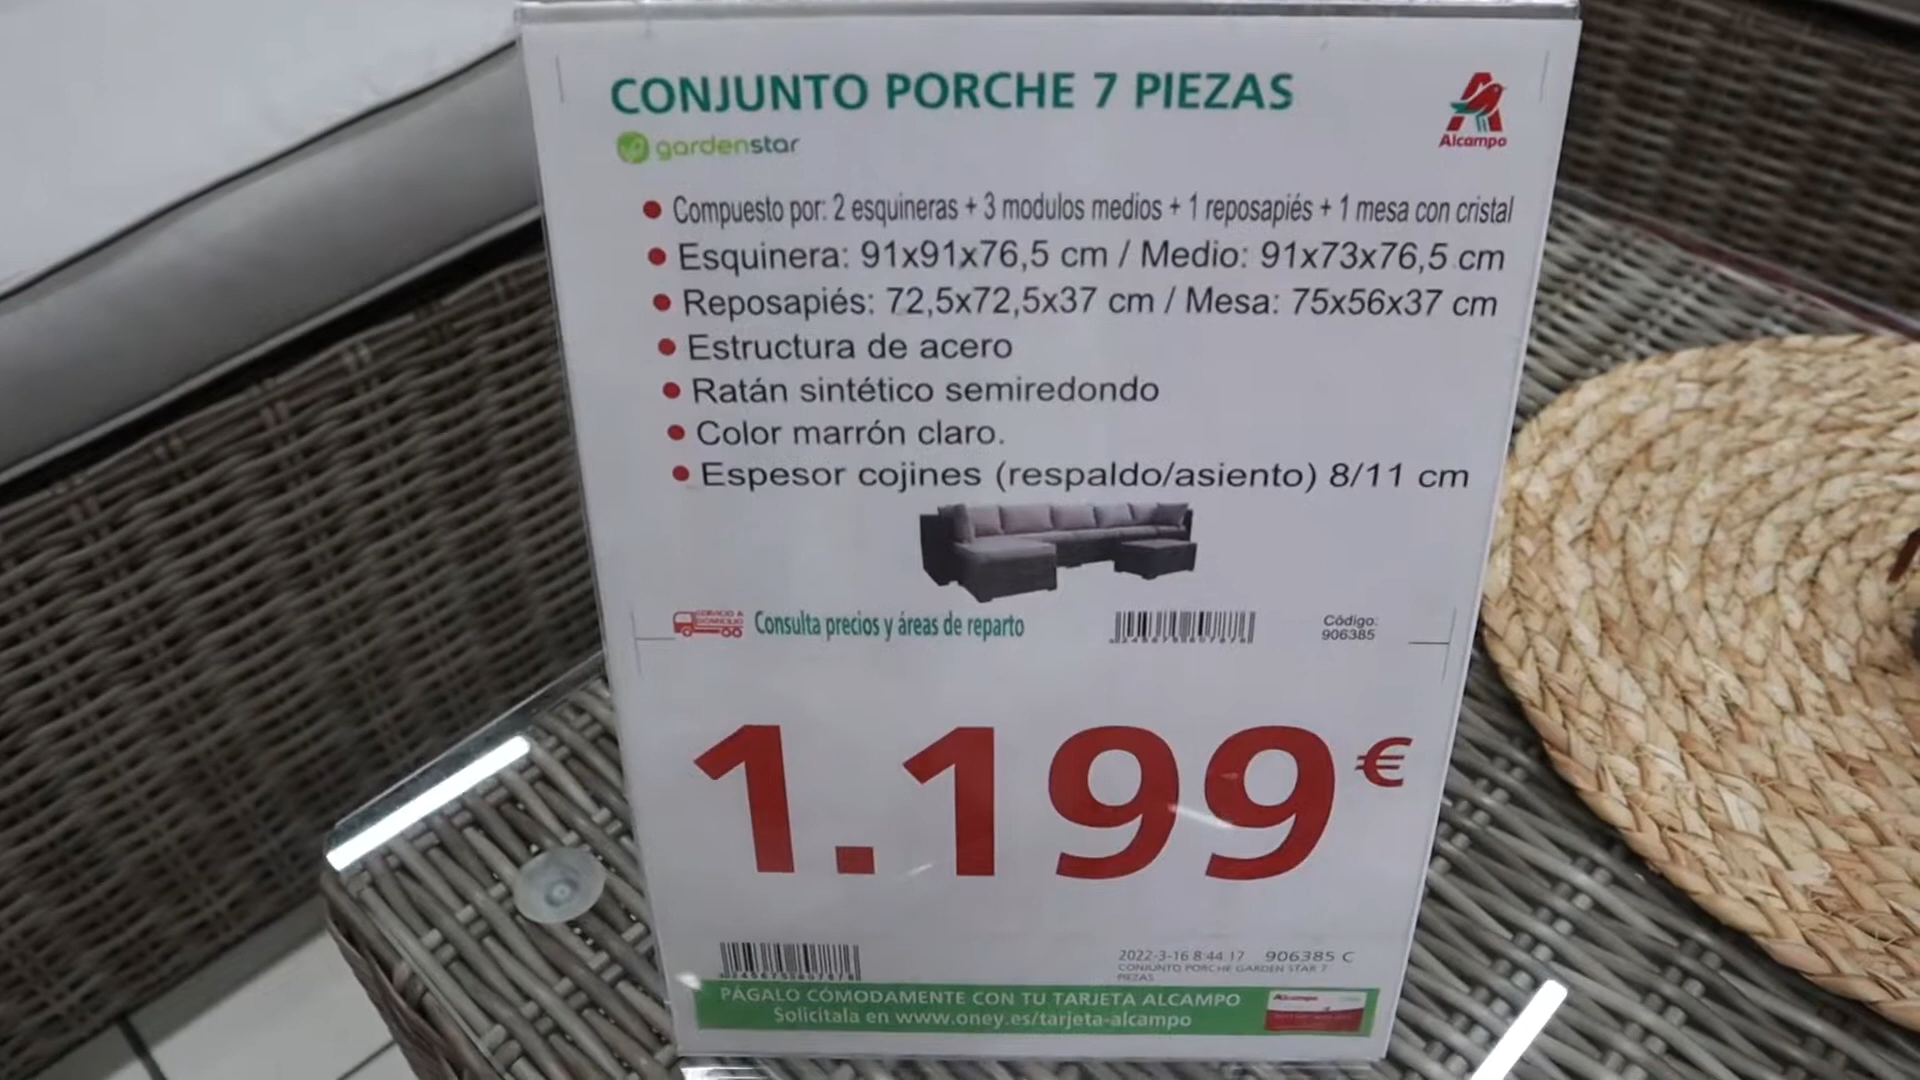 CONJUNTO PORCHE 7 PIEZAS
gardenstar
Alcampo
• Compuesto por: 2 esquineras + 3 modulos medios + 1 reposapiés + 1 mesa con cristal
• Esquinera: 91x91x76,5 cm / Medio: 91x73x76,5 cm
• Reposapiés: 72,5x72,5x37 cm / Mesa: 75x56x37 cm
• Estructura de acero
• Ratán sintético semiredondo
• Color marrón claro.
• Espesor cojines (respaldo/asiento) 8/11 cm
SERVICIO A
DOMICILIO
Consulta precios y áreas de reparto
Código:
906385
1.199€
2022-3-16 8:44:17 906385 C
CONJUNTO PORCHE GARDEN STAR 7
PIEZAS
PÁGALO CÓMODAMENTE CON TU TARJETA ALCAMPO
Solicítala en www.oney.es/tarjeta-alcampo
Alcampo